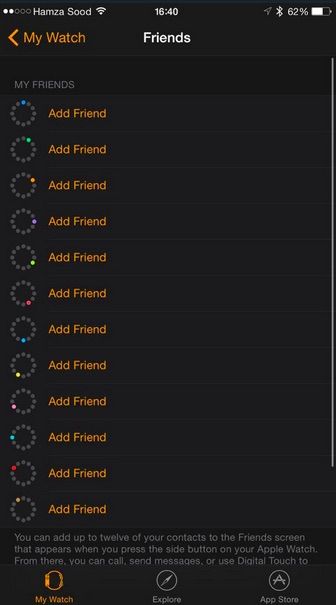 Hamza Sood 16:40 62%
My Watch Friends
MY FRIENDS
Add Friend
Add Friend
Add Friend
Add Friend
Add Friend
Add Friend
Add Friend
Add Friend
Add Friend
Add Friend
Add Friend
Add Friend
You can add up to twelve of your contacts to the Friends screen
that appears when you press the side button on your Apple Watch.
From there, you can call, send messages, or use Digital Touch to
My Watch Explore App Store